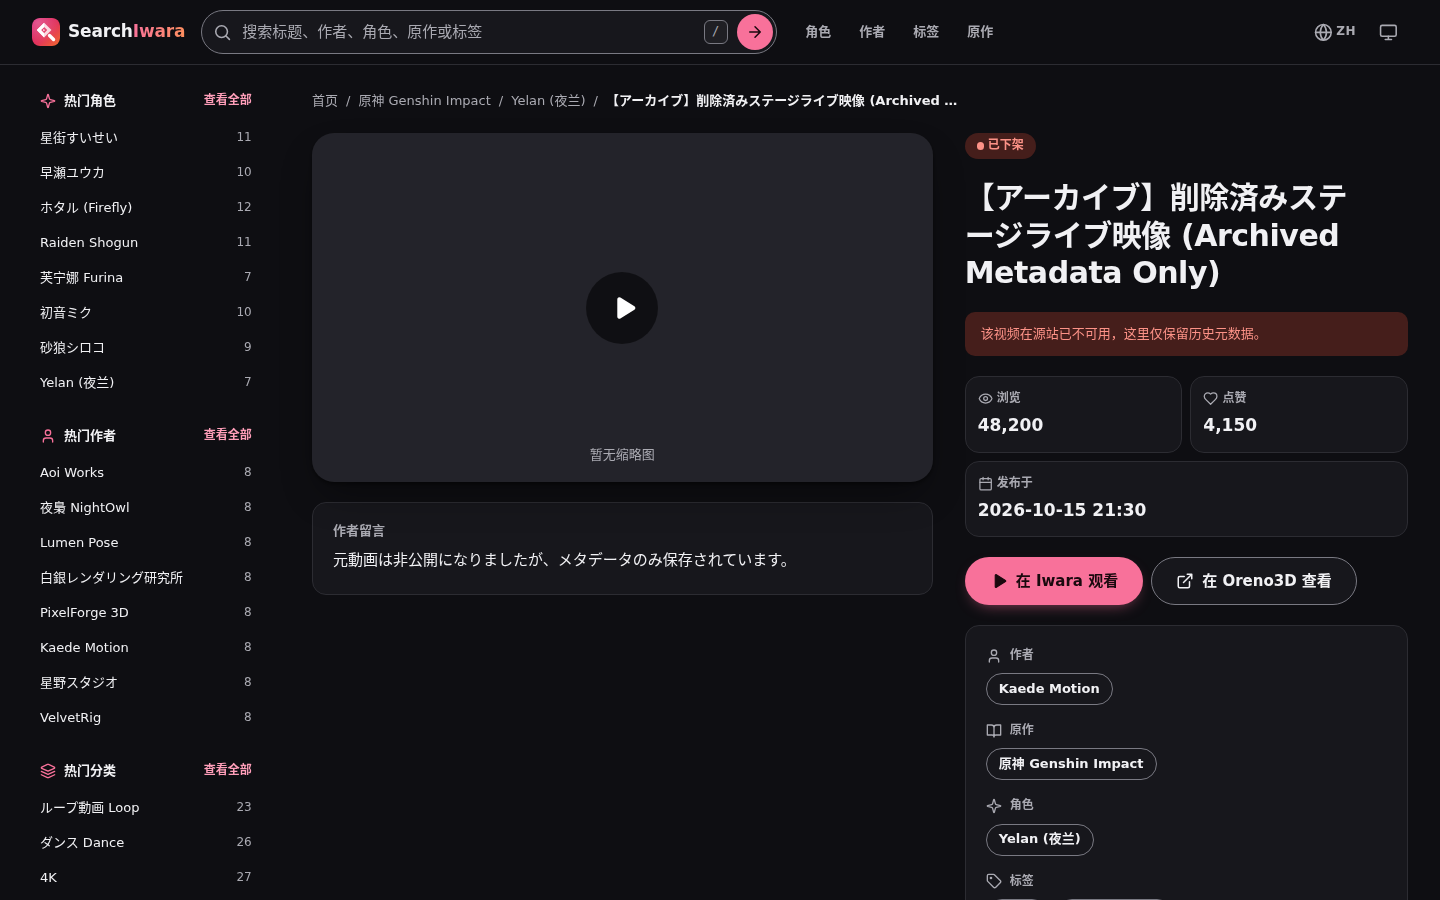 SearchIwara
搜索标题、作者、角色、原作或标签
/
角色
作者
标签
原作
ZH
热门角色
查看全部
星街すいせい 11
早瀬ユウカ 10
ホタル (Firefly) 12
Raiden Shogun 11
芙宁娜 Furina 7
初音ミク 10
砂狼シロコ 9
Yelan (夜兰) 7
热门作者
查看全部
Aoi Works 8
夜梟 NightOwl 8
Lumen Pose 8
白銀レンダリング研究所 8
PixelForge 3D 8
Kaede Motion 8
星野スタジオ 8
VelvetRig 8
热门分类
查看全部
ループ動画 Loop 23
ダンス Dance 26
4K 27
首页 / 原神 Genshin Impact / Yelan (夜兰) / 【アーカイブ】削除済みステージライブ映像 (Archived ...
暂无缩略图
作者留言
元動画は非公開になりましたが、メタデータのみ保存されています。
已下架
【アーカイブ】削除済みステ
ージライブ映像 (Archived
Metadata Only)
该视频在源站已不可用，这里仅保留历史元数据。
浏览
48,200
点赞
4,150
发布于
2026-10-15 21:30
在 Iwara 观看
在 Oreno3D 查看
作者
Kaede Motion
原作
原神 Genshin Impact
角色
Yelan (夜兰)
标签